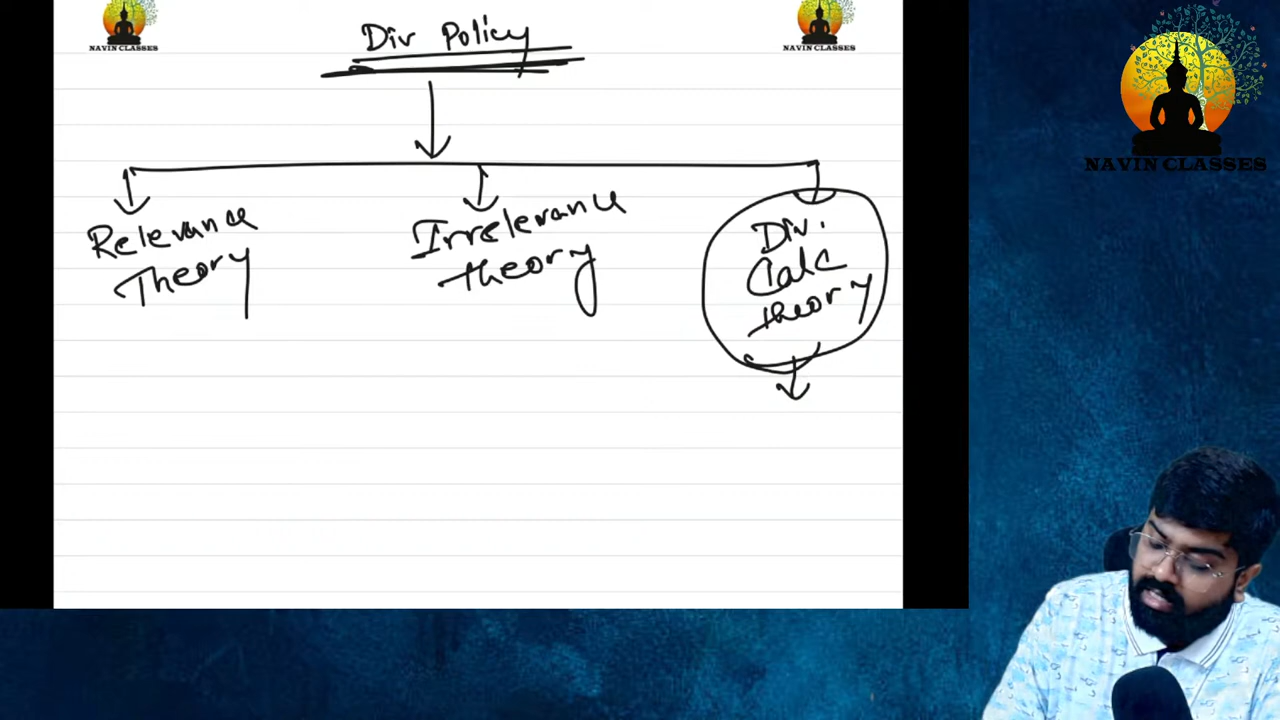 NAVIN CLASSES
Div Policy
NAVIN CLASSES
NAVIN CLASSES
Relevance
Theory
Irrelevance
theory
Div.
Calc
theory